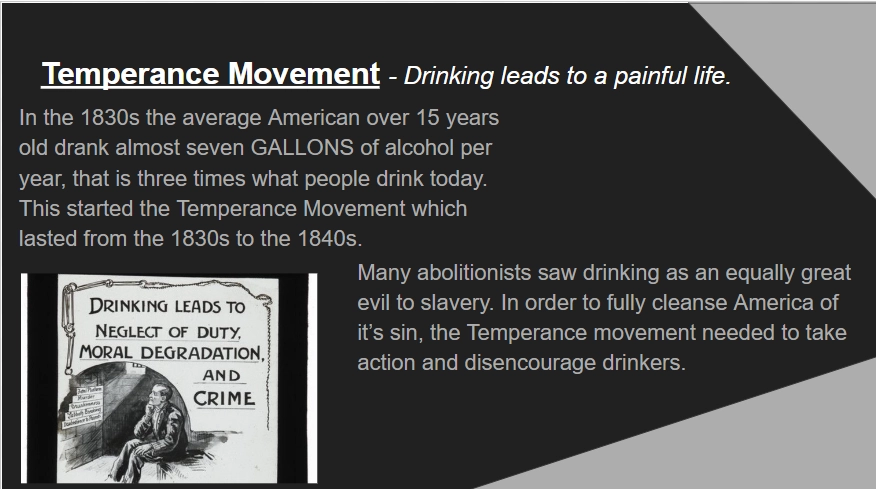 Temperance Movement - Drinking leads to a painful life.
In the 1830s the average American over 15 years
old drank almost seven GALLONS of alcohol per
year, that is three times what people drink today.
This started the Temperance Movement which
lasted from the 1830s to the 1840s.
Many abolitionists saw drinking as an equally great
evil to slavery. In order to fully cleanse America of
it’s sin, the Temperance movement needed to take
action and disencourage drinkers.
DRINKING LEADS TO
NEGLECT OF DUTY,
MORAL DEGRADATION,
AND
CRIME